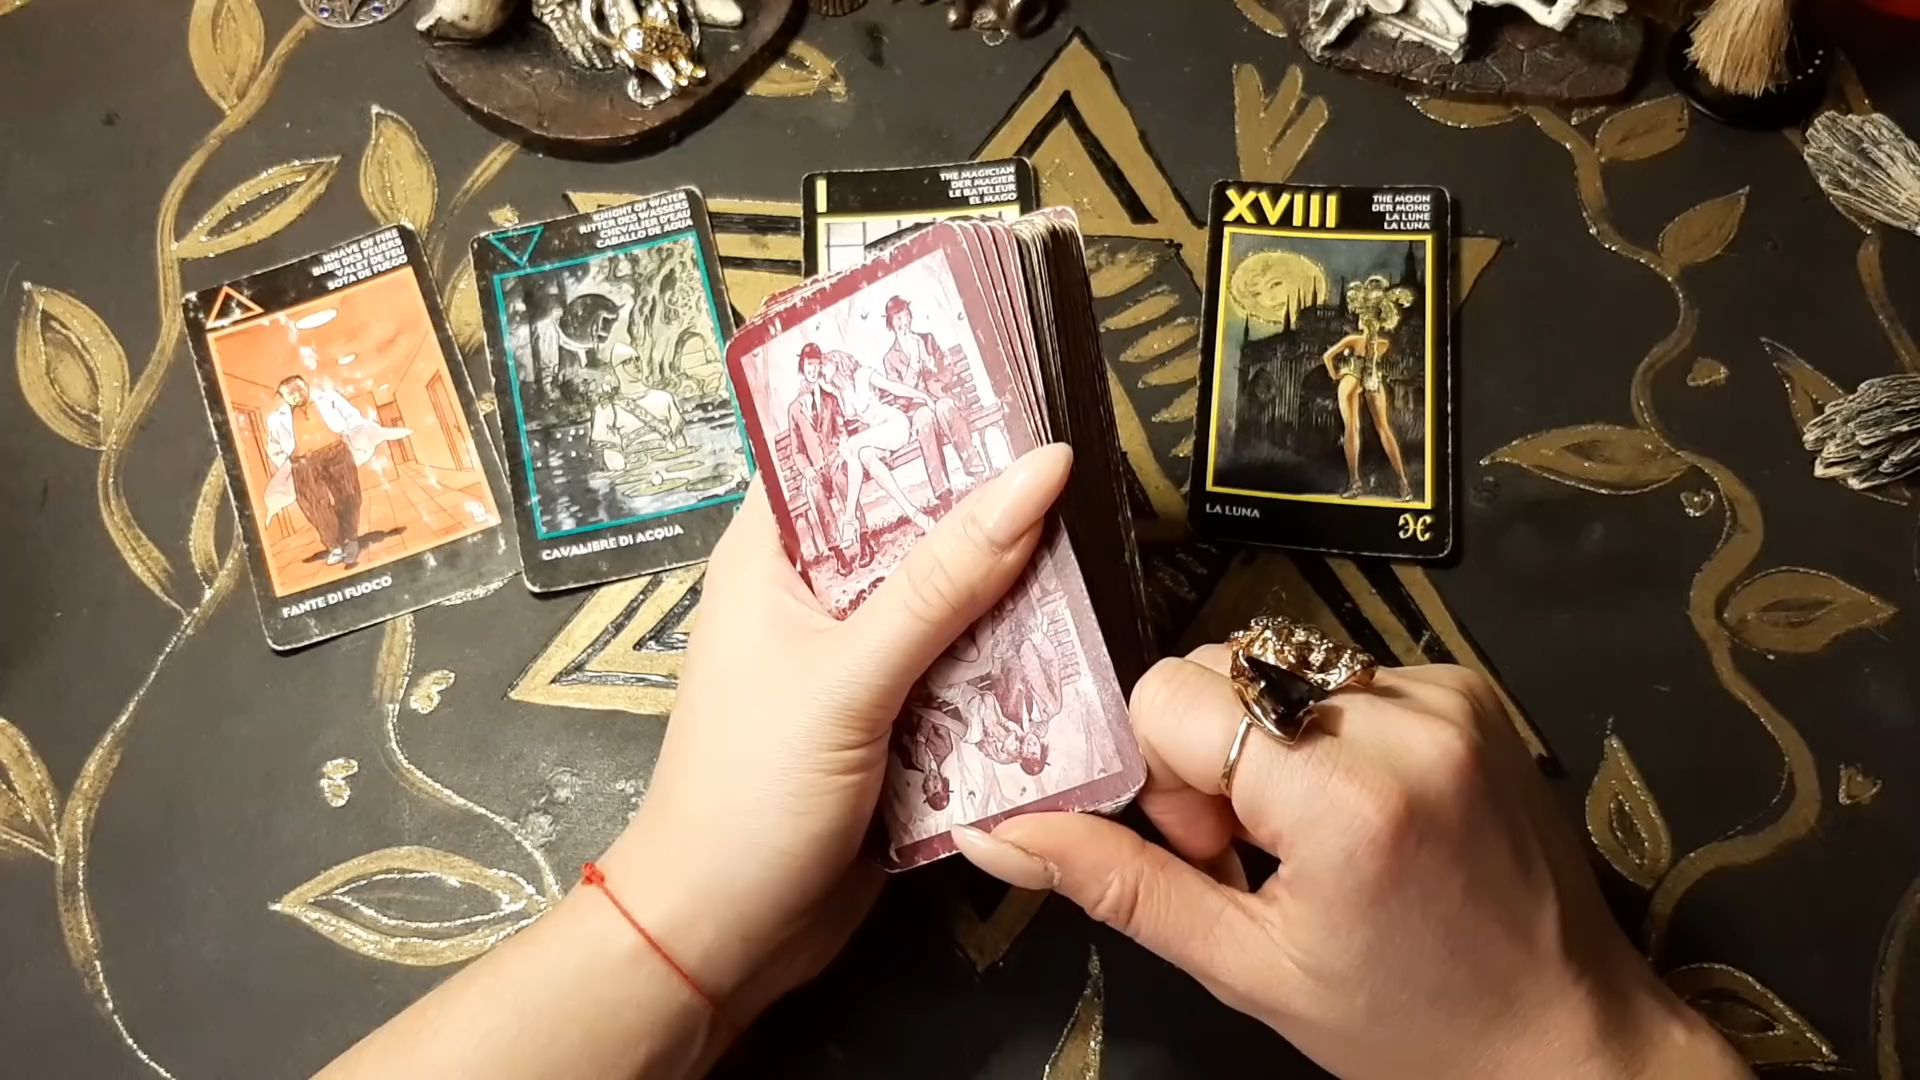 KNAVE OF FIRE
BUBE DES FEUERS
VALET DE FEU
SOTA DE FUEGO
FANTE DI FUOCO
KNIGHT OF WATER
RITTER DES WASSERS
CHEVALIER D'EAU
CABALLO DE AGUA
CAVALIERE DI ACQUA
I
THE MAGICIAN
DER MAGIER
LE BATELEUR
EL MAGO
XVIII
THE MOON
DER MOND
LA LUNE
LA LUNA
LA LUNA